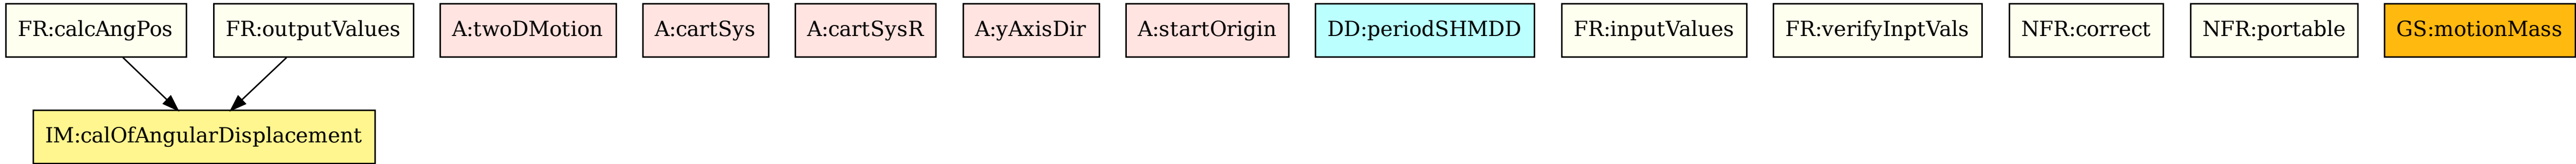 FR:calcAngPos
FR:outputValues
A:twoDMotion
A:cartSys
A:cartSysR
A:yAxisDir
A:startOrigin
DD:periodSHMDD
FR:inputValues
FR:verifyInptVals
NFR:correct
NFR:portable
GS:motionMass
IM:calOfAngularDisplacement